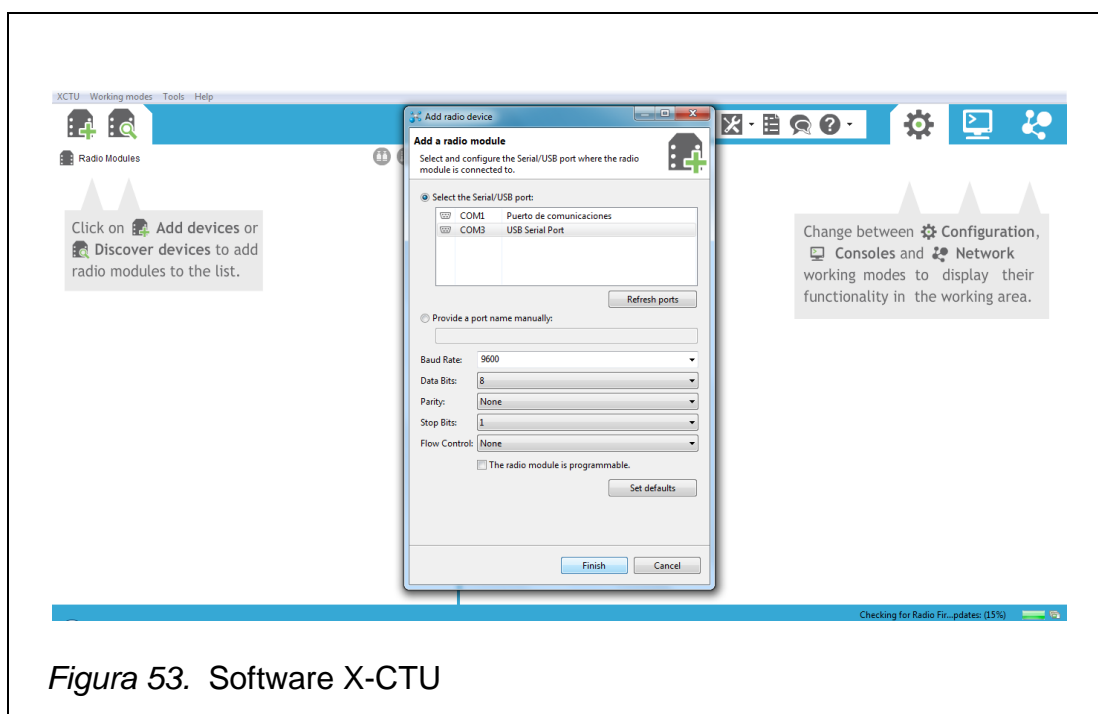 XCTU Working modes Tools Help
Add radio device
Add a radio module
Select and configure the Serial/USB port where the radio
module is connected to.
Radio Modules
Select the Serial/USB port:
COM1 Puerto de comunicaciones
COM3 USB Serial Port
Refresh ports
Provide a port name manually:
Baud Rate: 9600
Data Bits: 8
Parity: None
Stop Bits: 1
Flow Control: None
The radio module is programmable.
Set defaults
Finish Cancel
Click on Add devices or
Discover devices to add
radio modules to the list.
Change between Configuration,
Consoles and Network
working modes to display their
functionality in the working area.
Checking for Radio Fir...pdates: (15%)
Figura 53. Software X-CTU